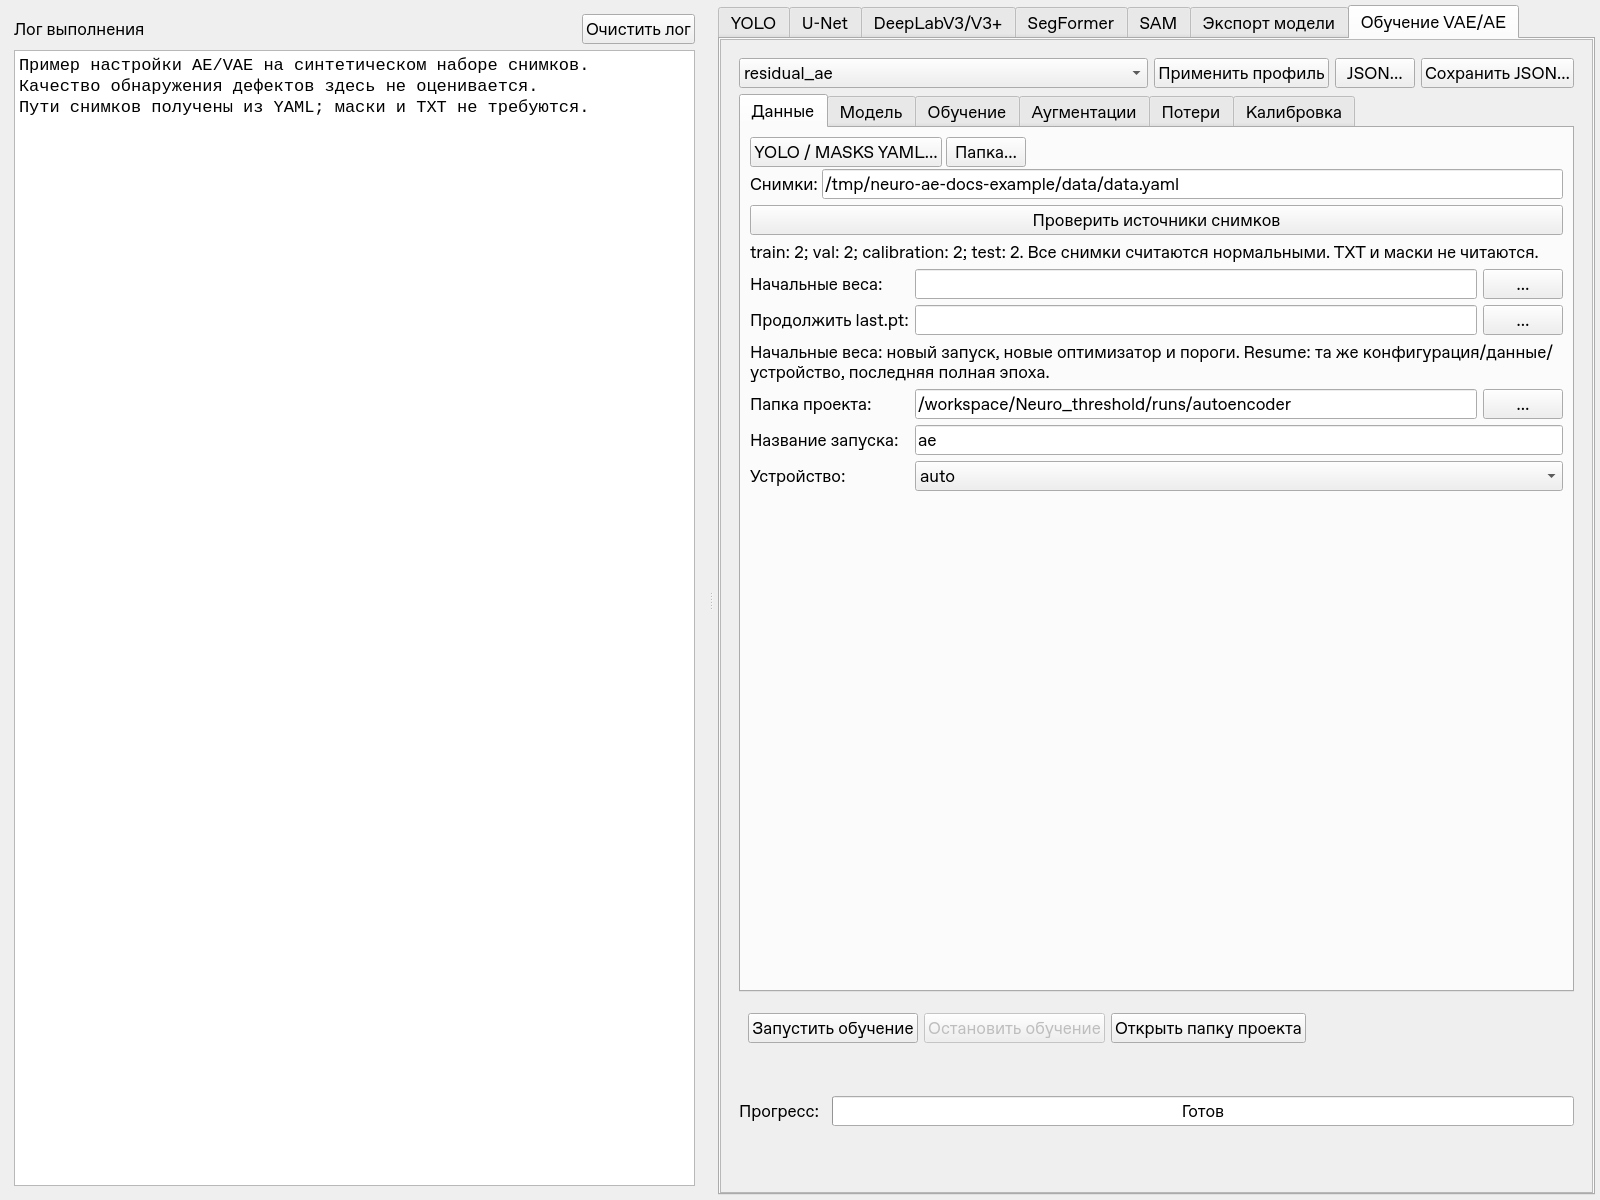 Лог выполнения
Очистить лог
Пример настройки AE/VAE на синтетическом наборе снимков.
Качество обнаружения дефектов здесь не оценивается.
Пути снимков получены из YAML; маски и TXT не требуются.
YOLO
U-Net
DeepLabV3/V3+
SegFormer
SAM
Экспорт модели
Обучение VAE/AE
residual_ae
Применить профиль
JSON...
Сохранить JSON...
Данные
Модель
Обучение
Аугментации
Потери
Калибровка
YOLO / MASKS YAML...
Папка...
Снимки: /tmp/neuro-ae-docs-example/data/data.yaml
Проверить источники снимков
train: 2; val: 2; calibration: 2; test: 2. Все снимки считаются нормальными. TXT и маски не читаются.
Начальные веса:
...
Продолжить last.pt:
...
Начальные веса: новый запуск, новые оптимизатор и пороги. Resume: та же конфигурация/данные/
устройство, последняя полная эпоха.
Папка проекта: /workspace/Neuro_threshold/runs/autoencoder
...
Название запуска: ae
Устройство: auto
Запустить обучение
Остановить обучение
Открыть папку проекта
Прогресс: Готов